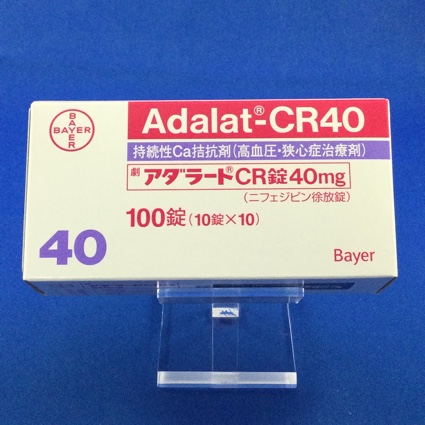 BAYER
BAYER
Adalat®-CR40
持続性Ca拮抗剤(高血圧・狭心症治療剤)
劇 アダラート®CR錠40mg
(ニフェジピン徐放錠)
100錠(10錠×10)
40
Bayer